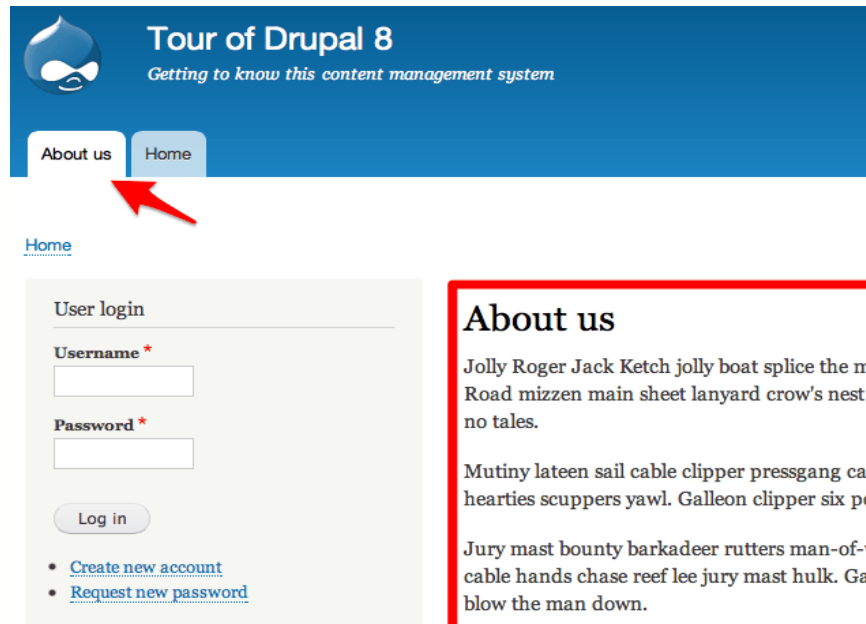 Tour of Drupal 8
Getting to know this content management system
About us
Home
Home
User login
Username *
Password *
Log in
Create new account
Request new password
About us
Jolly Roger Jack Ketch jolly boat splice the
Road mizzen main sheet lanyard crow's nest
no tales.
Mutiny lateen sail cable clipper pressgang
hearties scuppers yawl. Galleon clipper six
Jury mast bounty barkadeer rutters
cable hands chase reef lee jury mast hulk.
blow the man down.